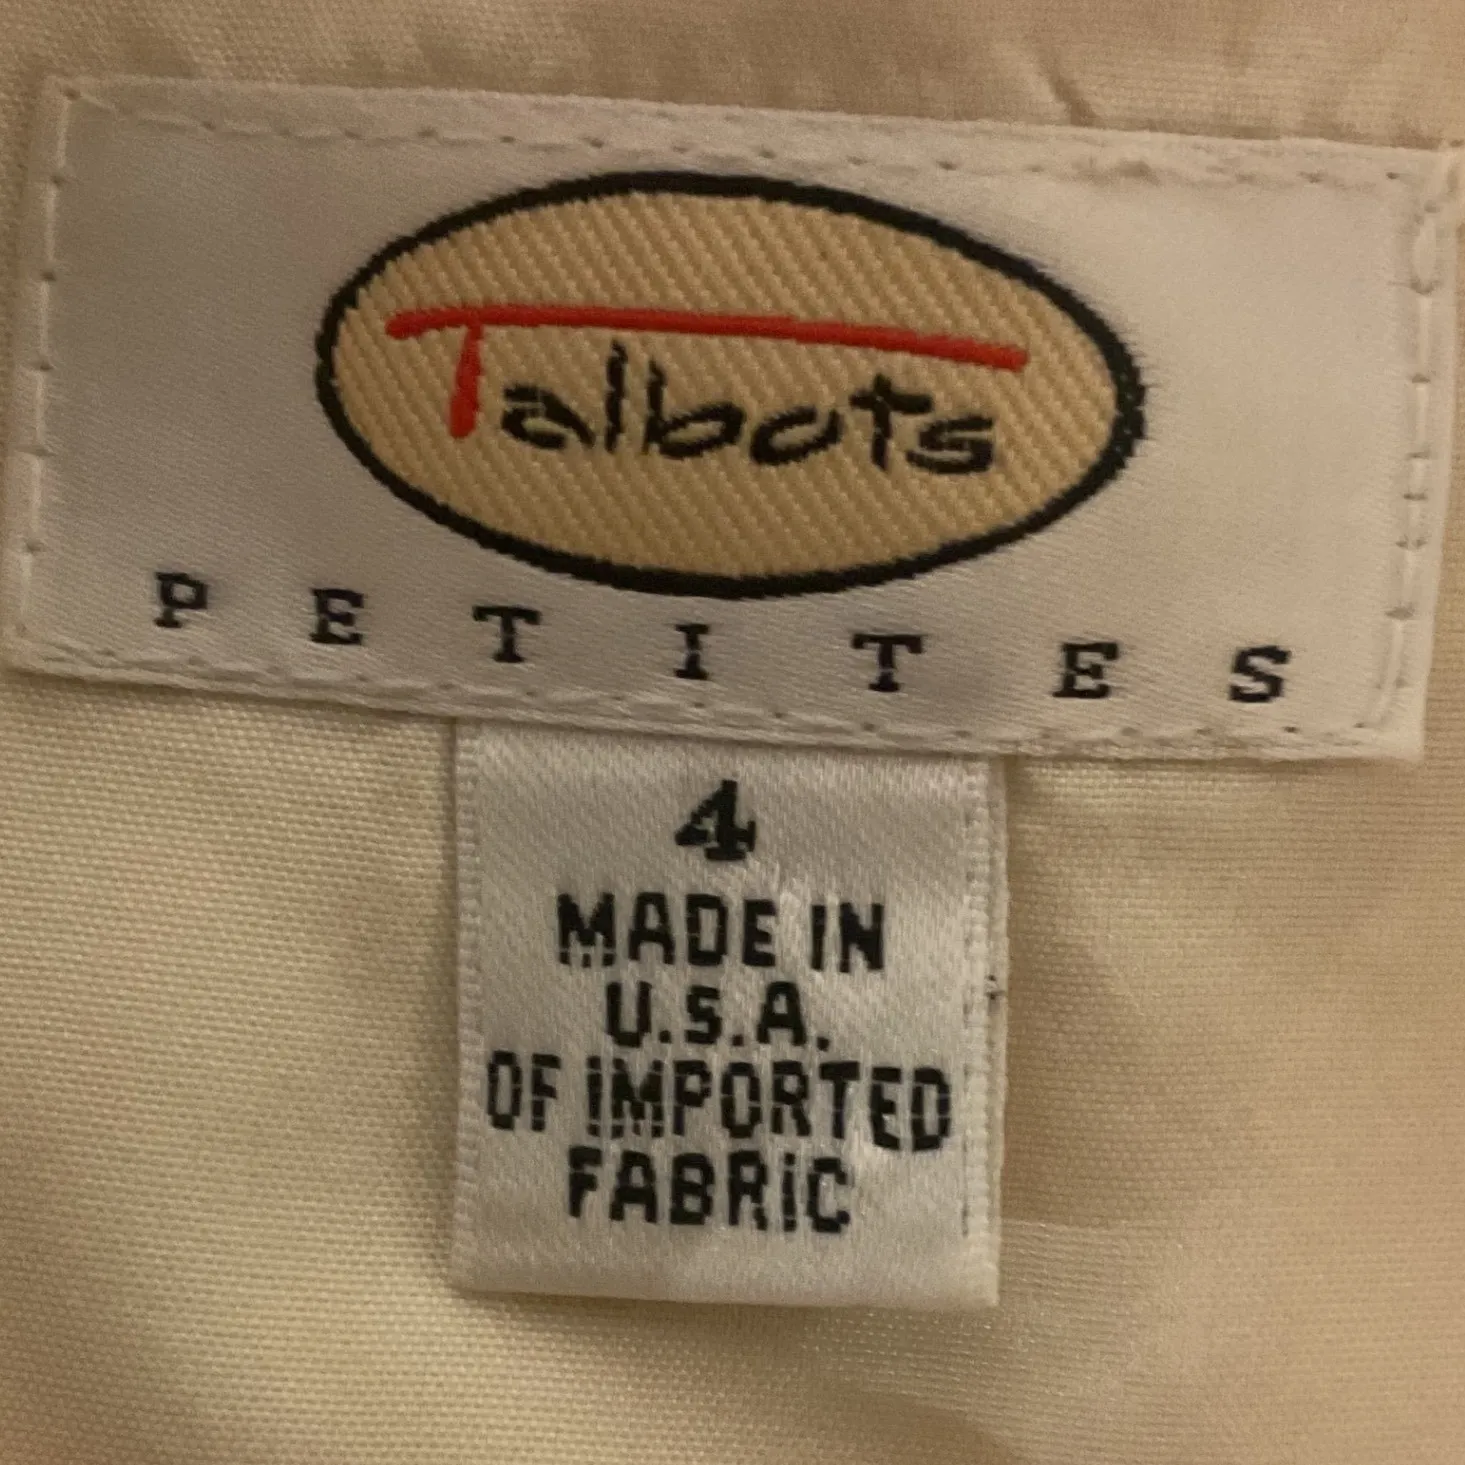 Talbots
PETITES
4
MADE IN
U.S.A.
OF IMPORTED
FABRIC